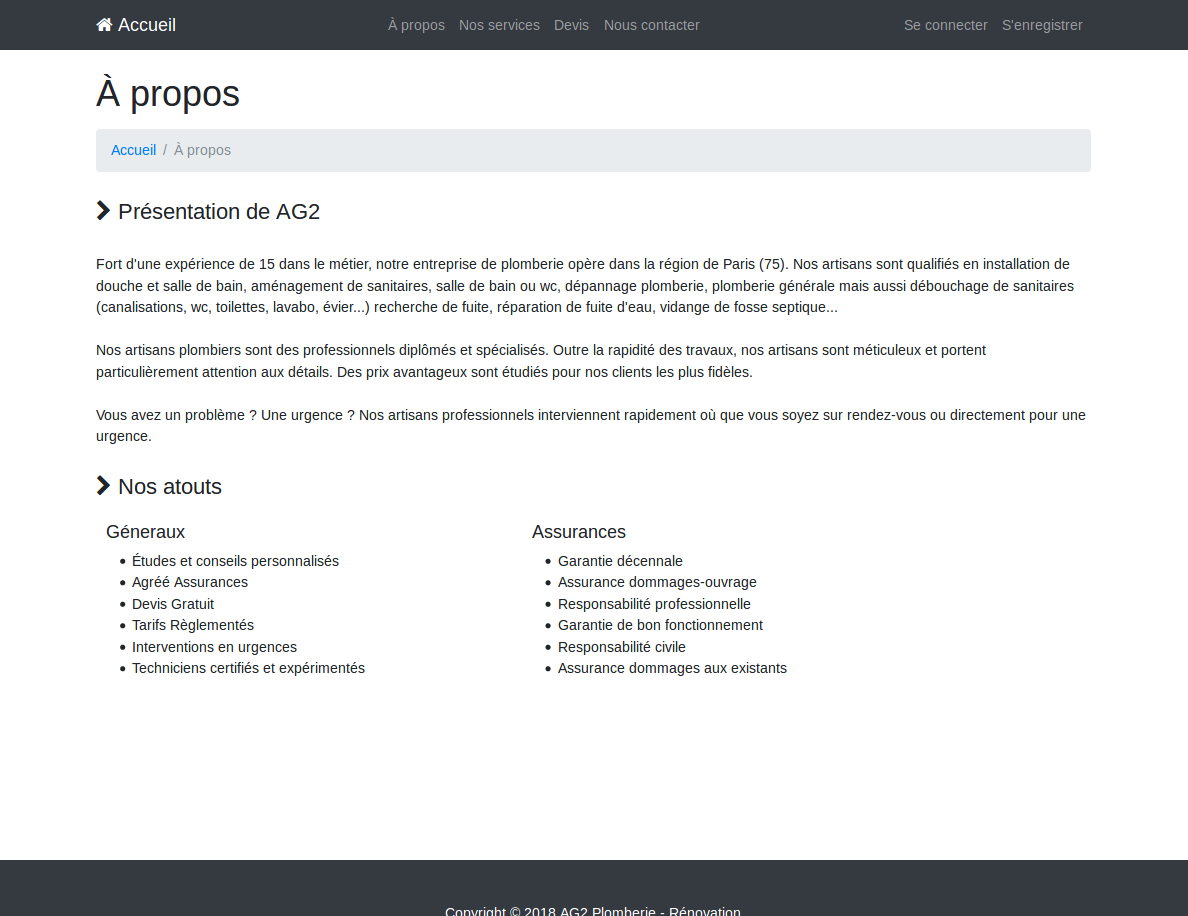 Accueil À propos Nos services Devis Nous contacter Se connecter S'enregistrer
À propos
Accueil / À propos
Présentation de AG2
Fort d'une expérience de 15 dans le métier, notre entreprise de plomberie opère dans la région de Paris (75). Nos artisans sont qualifiés en installation de
douche et salle de bain, aménagement de sanitaires, salle de bain ou wc, dépannage plomberie, plomberie générale mais aussi débouchage de sanitaires
(canalisations, wc, toilettes, lavabo, évier...) recherche de fuite, réparation de fuite d'eau, vidange de fosse septique...
Nos artisans plombiers sont des professionnels diplômés et spécialisés. Outre la rapidité des travaux, nos artisans sont méticuleux et portent
particulièrement attention aux détails. Des prix avantageux sont étudiés pour nos clients les plus fidèles.
Vous avez un problème ? Une urgence ? Nos artisans professionnels interviennent rapidement où que vous soyez sur rendez-vous ou directement pour une
urgence.
Nos atouts
Géneraux
• Études et conseils personnalisés
• Agréé Assurances
• Devis Gratuit
• Tarifs Règlementés
• Interventions en urgences
• Techniciens certifiés et expérimentés
Assurances
• Garantie décennale
• Assurance dommages-ouvrage
• Responsabilité professionnelle
• Garantie de bon fonctionnement
• Responsabilité civile
• Assurance dommages aux existants
Copyright © 2018 AG2 Plomberie - Rénovation